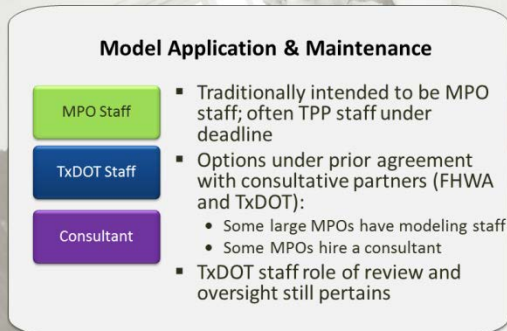 Model Application & Maintenance
MPO Staff
TxDOT Staff
Consultant
▪ Traditionally intended to be MPO
staff; often TPP staff under
deadline
▪ Options under prior agreement
with consultative partners (FHWA
and TxDOT):
• Some large MPOs have modeling staff
• Some MPOs hire a consultant
▪ TxDOT staff role of review and
oversight still pertains